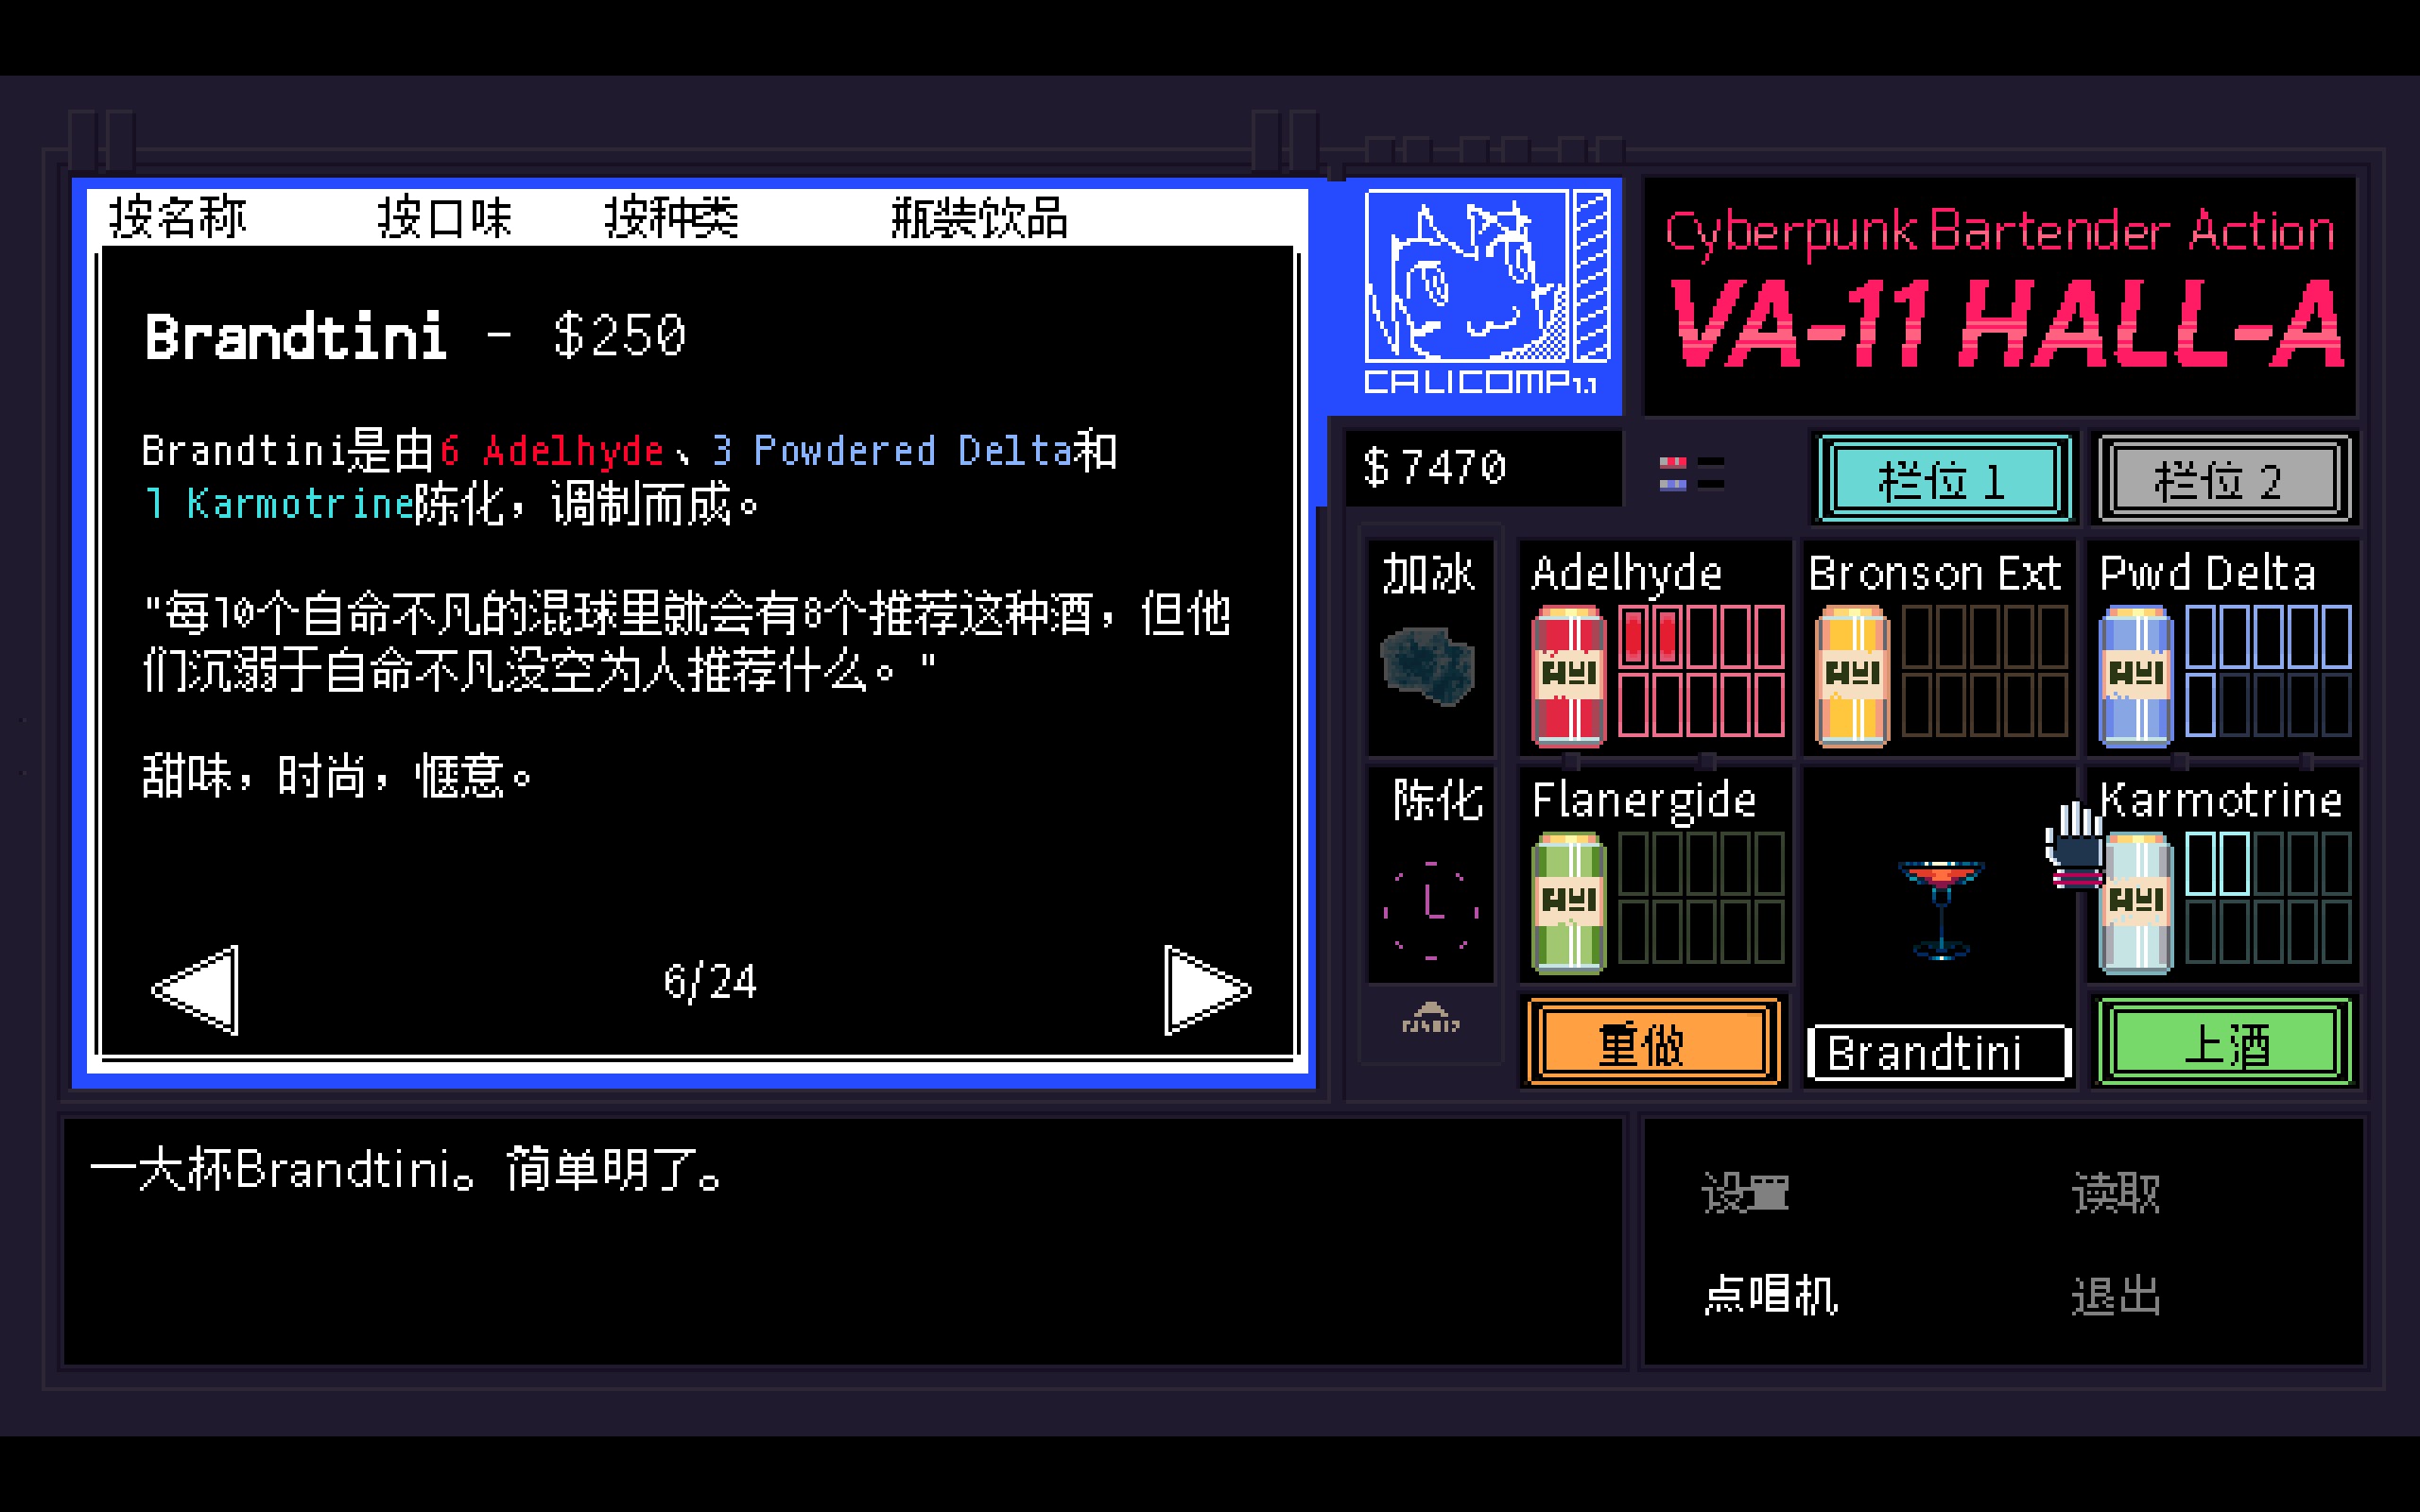 按名称 按口味 按种类 瓶装饮品
Brandtini - $250
Brandtini是由6 Adelhyde、3 Powdered Delta和
1 Karmotrine陈化，调制而成。
"每10个自命不凡的混球里就会有8个推荐这种酒，但他
们沉溺于自命不凡没空为人推荐什么。"
甜味，时尚，惬意。
6/24
CALICOMP1.1
Cyberpunk Bartender Action
VA-11 HALL-A
$7470
栏位 1 栏位 2
加冰 Adelhyde Bronson Ext Pwd Delta
陈化 Flanergide Karmotrine
重做 Brandtini 上酒
一大杯Brandtini。简单明了。
设置 读取
点唱机 退出